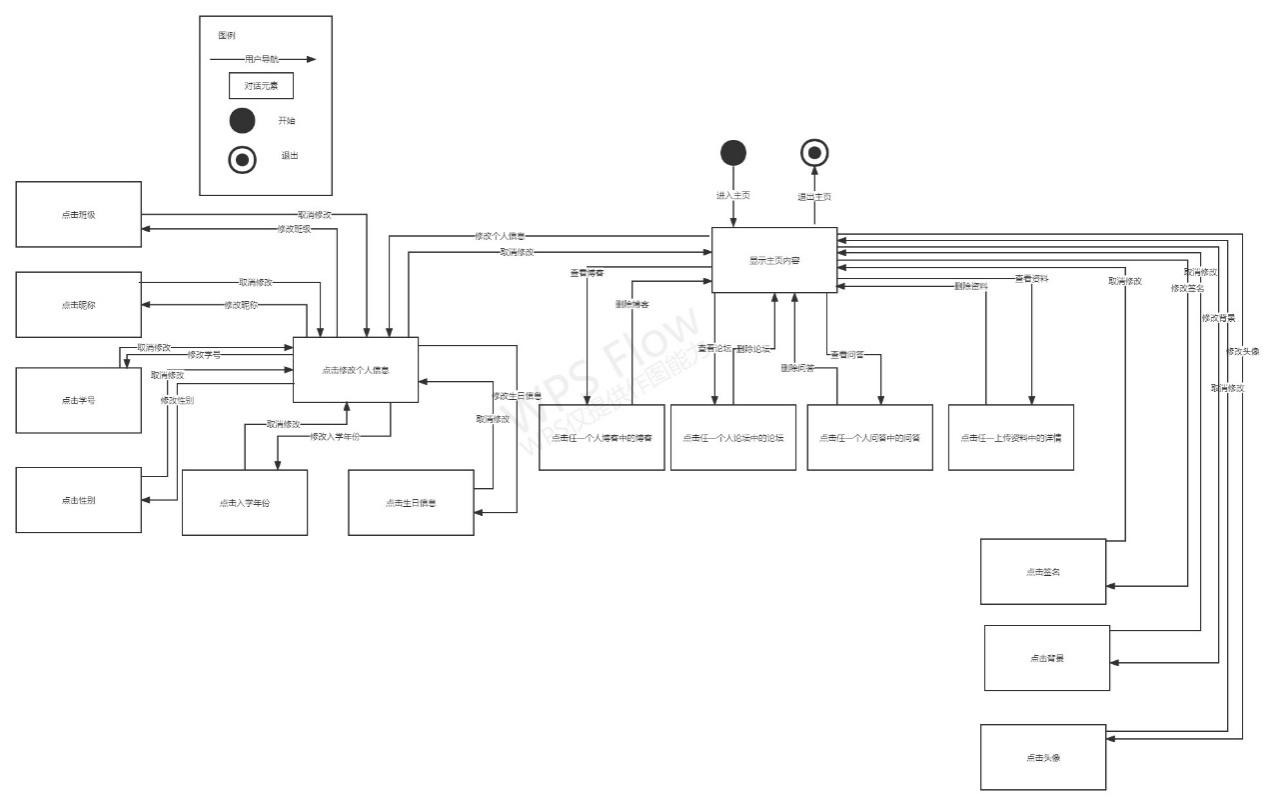 图例
用户导航
对话元素
开始
退出
进入主页
退出主页
点击班级
取消修改
修改班级
修改个人信息
取消修改
显示主页内容
查看博客
删除博客
点击昵称
取消修改
修改昵称
删除资料
查看资料
取消修改
取消修改
修改签名
修改背景
修改头像
取消修改
取消修改
修改学号
点击学号
取消修改
修改性别
点击修改个人信息
查看论坛
删除论坛
查看问答
删除问答
修改生日信息
取消修改
取消修改
修改入学年份
点击任一个人博客中的博客
点击任一个人论坛中的论坛
点击任一个人问答中的问答
点击任一上传资料中的详情
点击性别
点击入学年份
点击生日信息
点击签名
点击背景
点击头像
WPS Flow
WPS仅提供作图能力